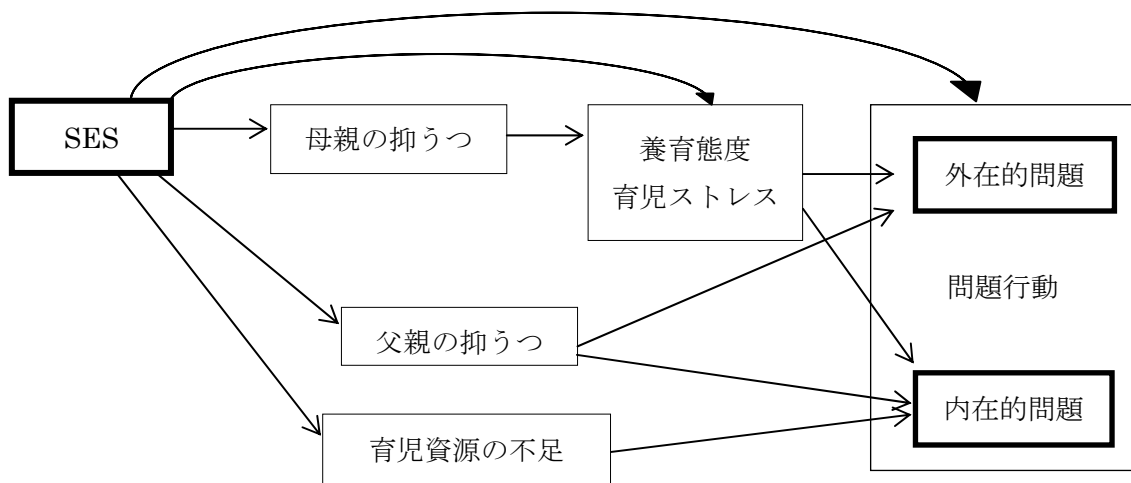 SES
母親の抑うつ
養育態度
育児ストレス
外在的問題
問題行動
父親の抑うつ
内在的問題
育児資源の不足